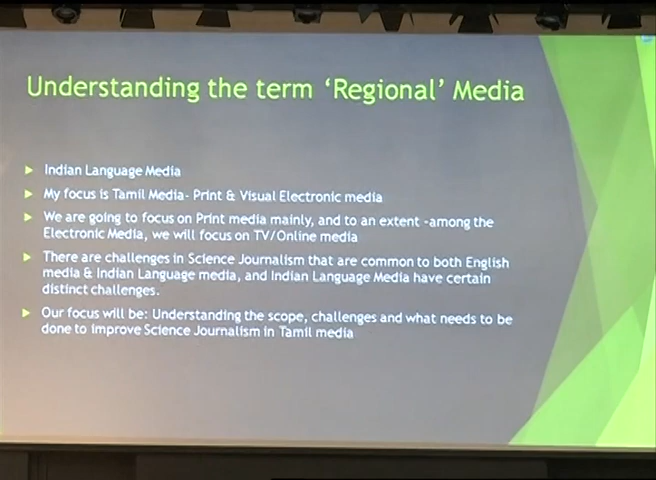 Understanding the term ‘Regional’ Media
Indian Language Media
My focus is Tamil Media- Print & Visual Electronic media
We are going to focus on Print media mainly, and to an extent -among the
Electronic Media, we will focus on TV/Online media
There are challenges in Science Journalism that are common to both English
media & Indian Language media, and Indian Language Media have certain
distinct challenges.
Our focus will be: Understanding the scope, challenges and what needs to be
done to improve Science Journalism in Tamil media